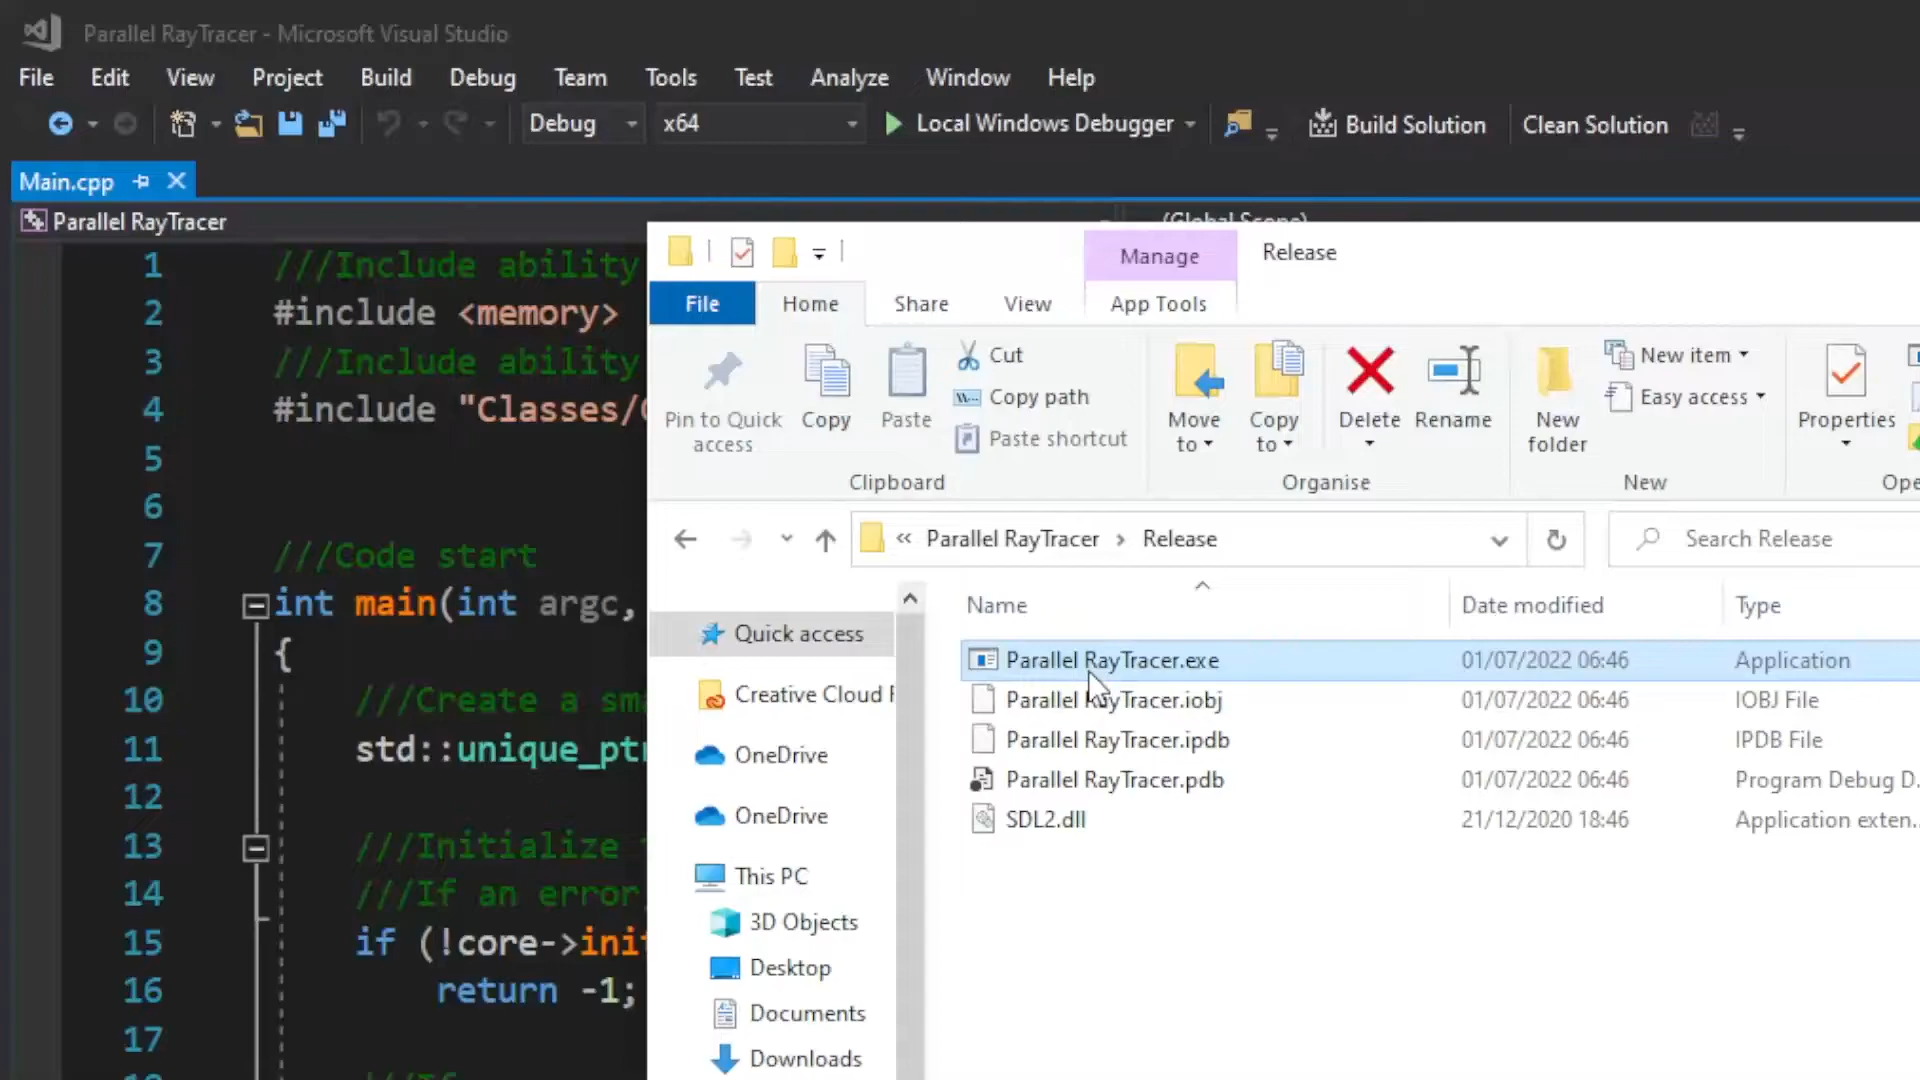 Parallel RayTracer - Microsoft Visual Studio
File Edit View Project Build Debug Team Tools Test Analyze Window Help
Debug x64 Local Windows Debugger Build Solution Clean Solution
Main.cpp
Parallel RayTracer (Global Scope)
1 ///Include ability
2 #include <memory>
3 ///Include ability
4 #include "Classes/
5
6
7 ///Code start
8 int main(int argc,
9 {
10 ///Create a
11 std::unique_ptr
12
13 ///Initialize
14 ///If an error
15 if (!core->init
16 return -1;
17
///If
Manage Release
File Home Share View App Tools
Pin to Quick access
Copy
Paste
Cut
Copy path
Paste shortcut
Clipboard
Move to
Copy to
Delete
Rename
Organise
New folder
New item
Easy access
New
Properties
« Parallel RayTracer > Release
Search Release
Quick access
Creative Cloud
OneDrive
OneDrive
This PC
3D Objects
Desktop
Documents
Downloads
Name Date modified Type
Parallel RayTracer.exe 01/07/2022 06:46 Application
Parallel RayTracer.iobj 01/07/2022 06:46 IOBJ File
Parallel RayTracer.ipdb 01/07/2022 06:46 IPDB File
Parallel RayTracer.pdb 01/07/2022 06:46 Program Debug D...
SDL2.dll 21/12/2020 18:46 Application exten...